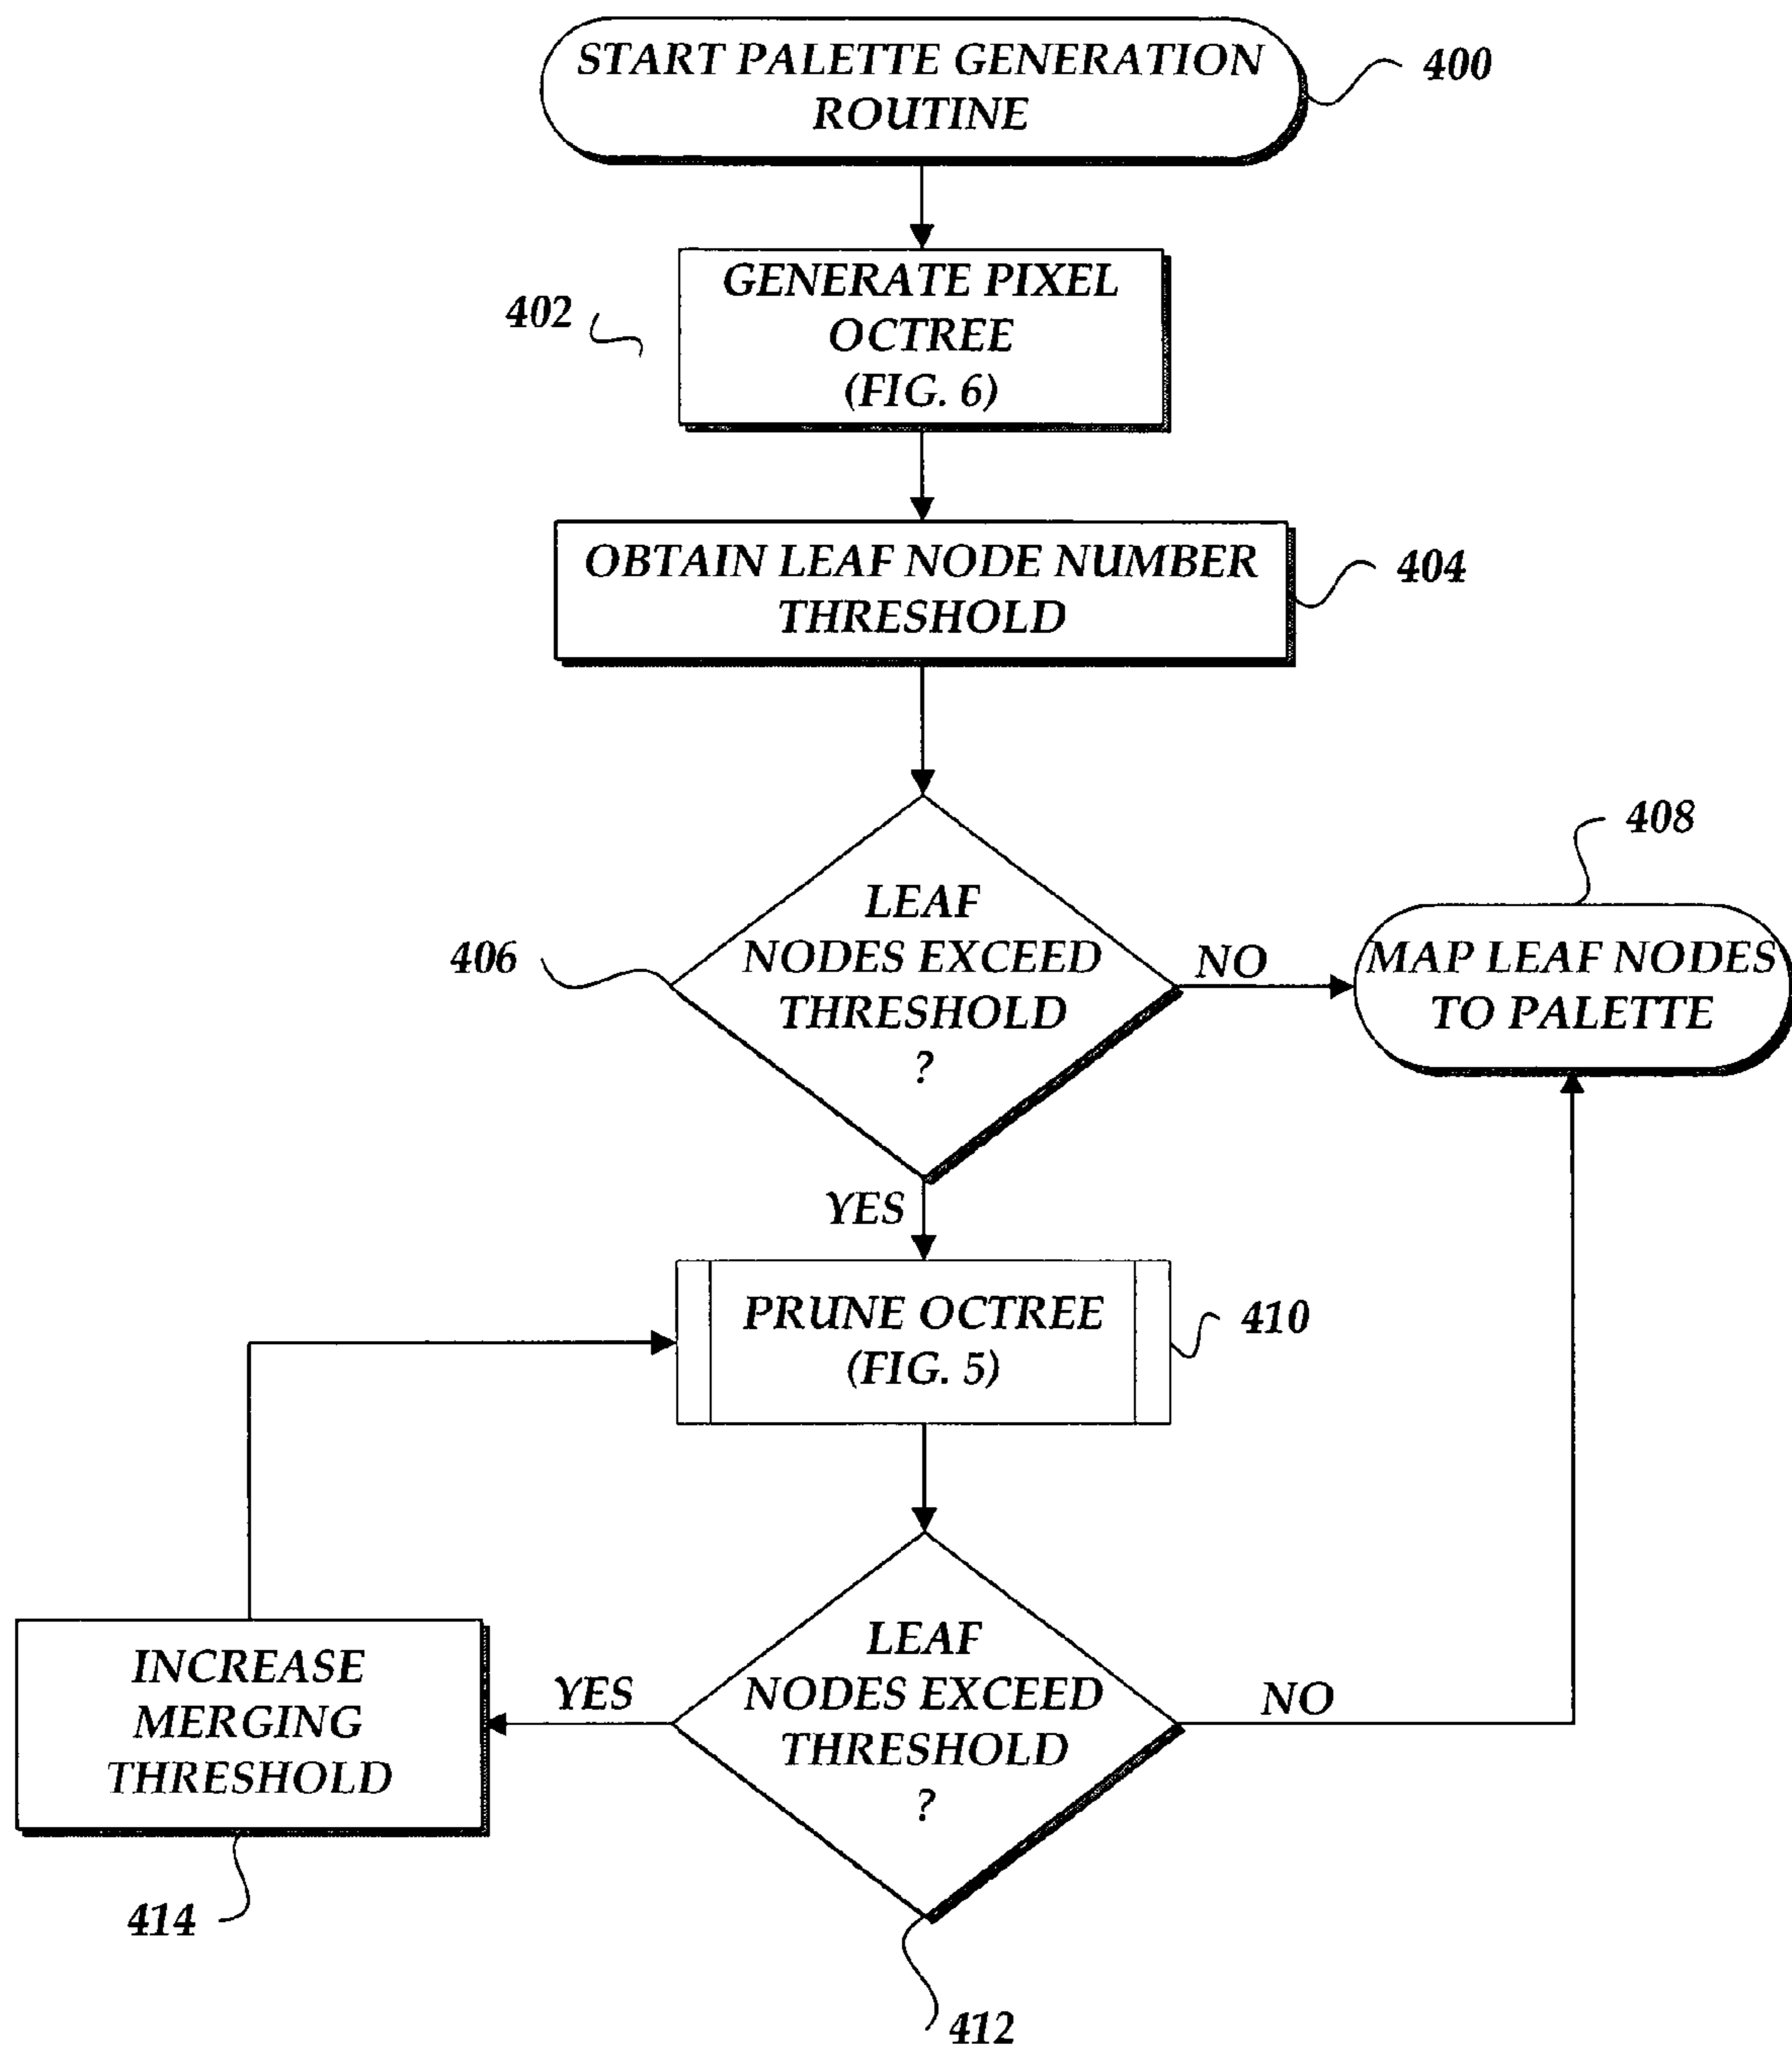 START PALETTE GENERATION
ROUTINE
400
GENERATE PIXEL
OCTREE
(FIG. 6)
402
OBTAIN LEAF NODE NUMBER
THRESHOLD
404
LEAF
NODES EXCEED
THRESHOLD
?
406
NO
408
MAP LEAF NODES
TO PALETTE
YES
PRUNE OCTREE
(FIG. 5)
410
LEAF
NODES EXCEED
THRESHOLD
?
YES
NO
INCREASE
MERGING
THRESHOLD
414
412